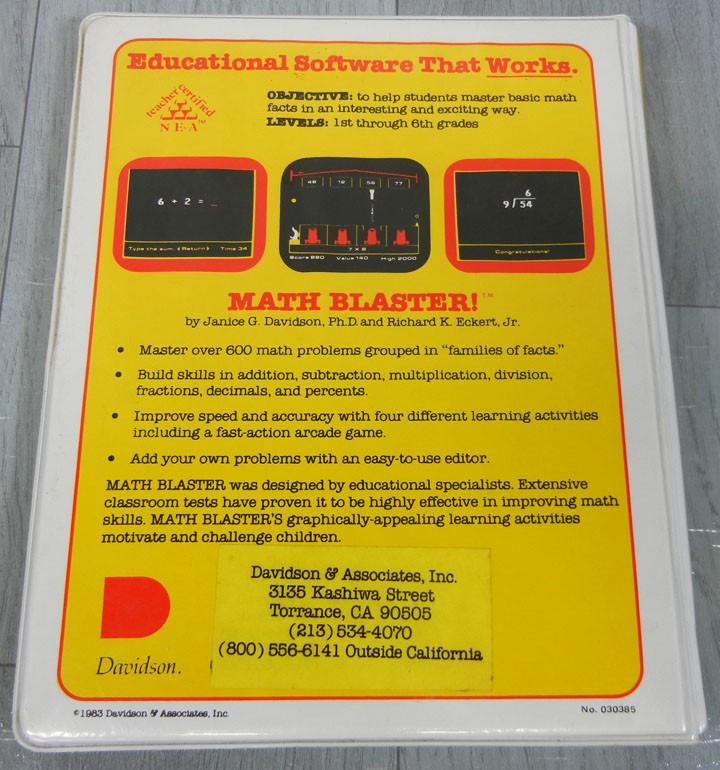 Educational Software That Works.
teacher certified
N·E·A
OBJECTIVE: to help students master basic math
facts in an interesting and exciting way.
LEVELS: 1st through 6th grades
6 + 2 = _
Type the sum. (Return) Time 34
48 12 56 77
7 X 8
Score 880 Value 140 High 2000
6
9 54
Congratulations!
MATH BLASTER!™
by Janice G. Davidson, Ph.D. and Richard K. Eckert, Jr.
• Master over 600 math problems grouped in "families of facts."
• Build skills in addition, subtraction, multiplication, division,
fractions, decimals, and percents.
• Improve speed and accuracy with four different learning activities
including a fast-action arcade game.
• Add your own problems with an easy-to-use editor.
MATH BLASTER was designed by educational specialists. Extensive
classroom tests have proven it to be highly effective in improving math
skills. MATH BLASTER'S graphically-appealing learning activities
motivate and challenge children.
Davidson & Associates, Inc.
3135 Kashiwa Street
Torrance, CA 90505
(213) 534-4070
(800) 556-6141 Outside California
Davidson.
©1983 Davidson & Associates, Inc.
No. 030385